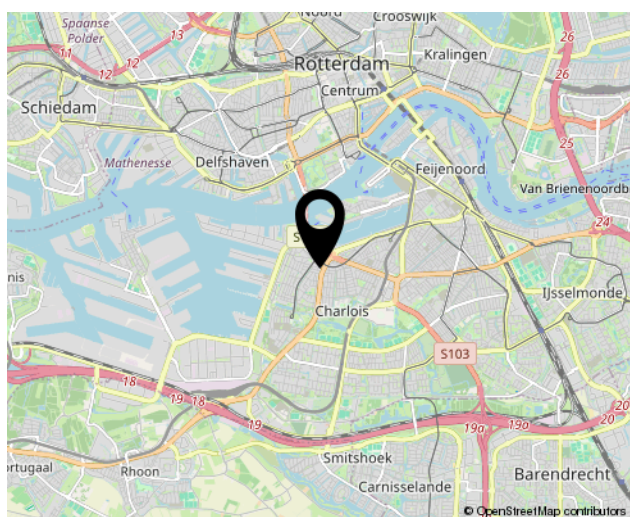 Spaanse
Polder
13
Crooswijk
26
11
12
12
Rotterdam
Kralingen
26
Centrum
Schiedam
25
Mathenesse
Delfshaven
Feijenoord
Van Brienenoordb
24
S
nis
IJsselmonde
Charlois
S103
18
19
18
20
19
19a
19a
20
ortugaal
Rhoon
Smitshoek
Barendrecht
Carnisselande
© OpenStreetMap contributors